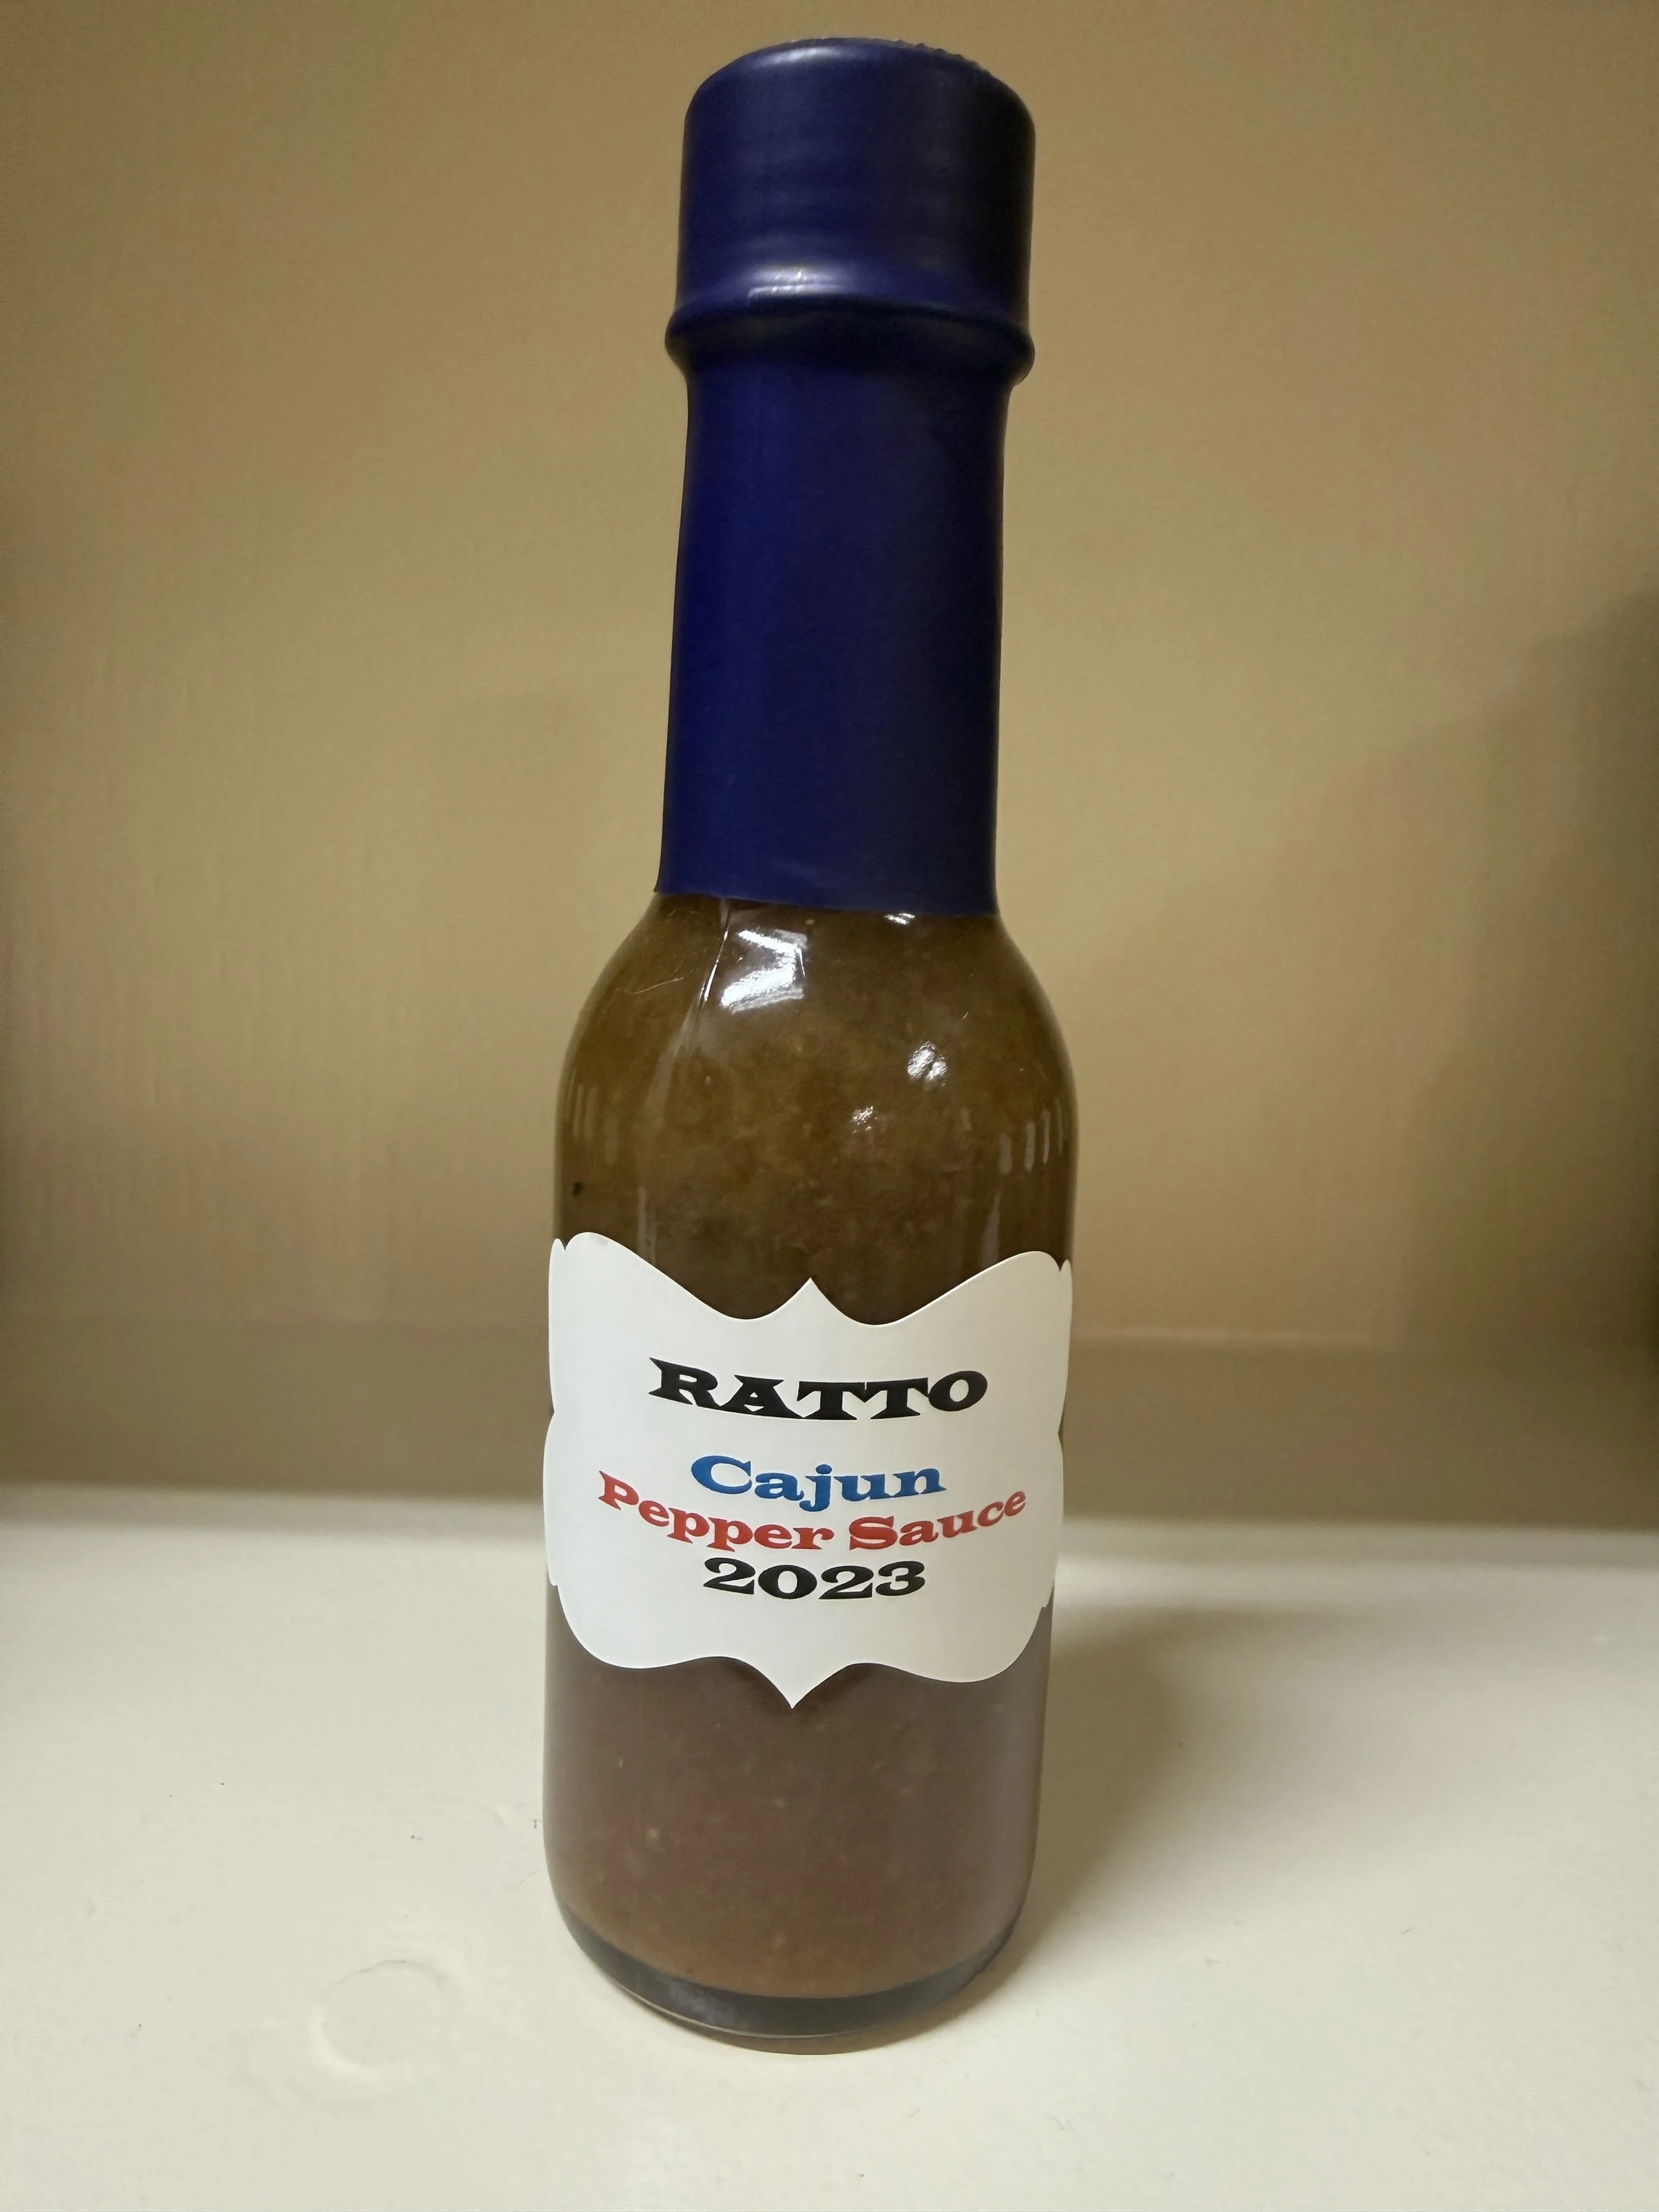 RATTO
Cajun
Pepper Sauce
2023